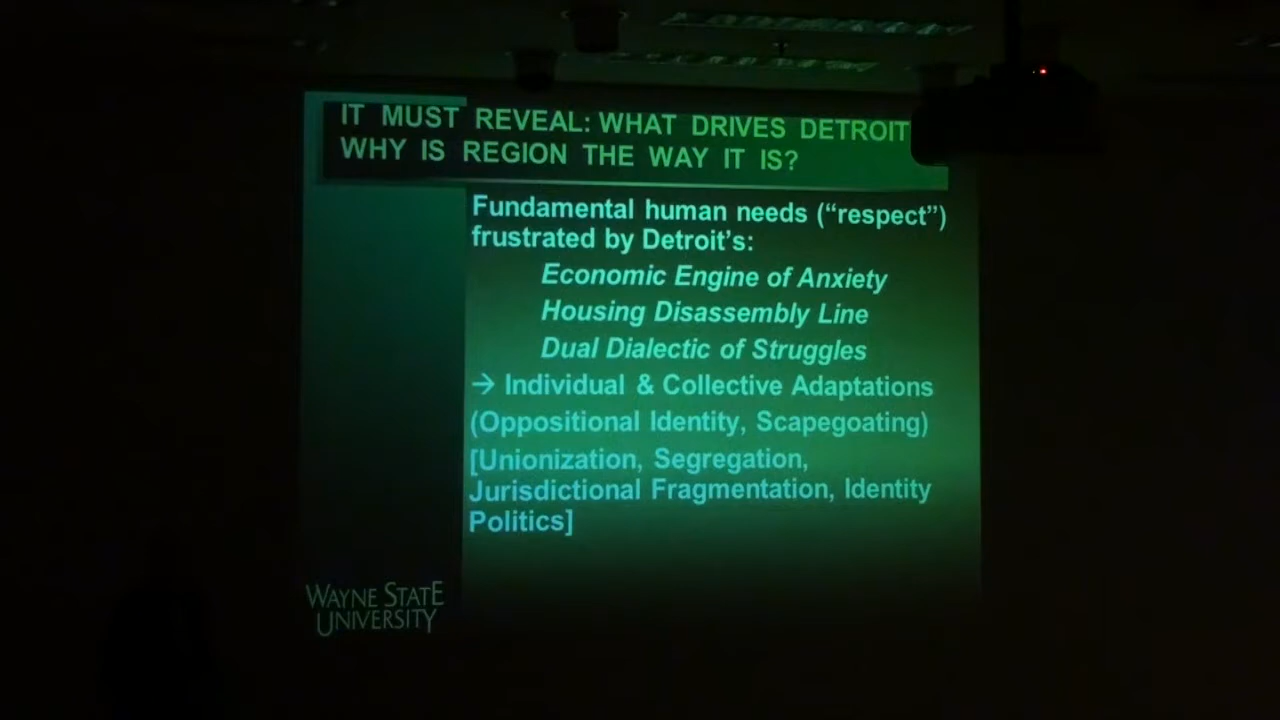 IT MUST REVEAL: WHAT DRIVES DETROIT
WHY IS REGION THE WAY IT IS?
Fundamental human needs (“respect”)
frustrated by Detroit’s:
Economic Engine of Anxiety
Housing Disassembly Line
Dual Dialectic of Struggles
→ Individual & Collective Adaptations
(Oppositional Identity, Scapegoating)
[Unionization, Segregation,
Jurisdictional Fragmentation, Identity
Politics]
WAYNE STATE
UNIVERSITY